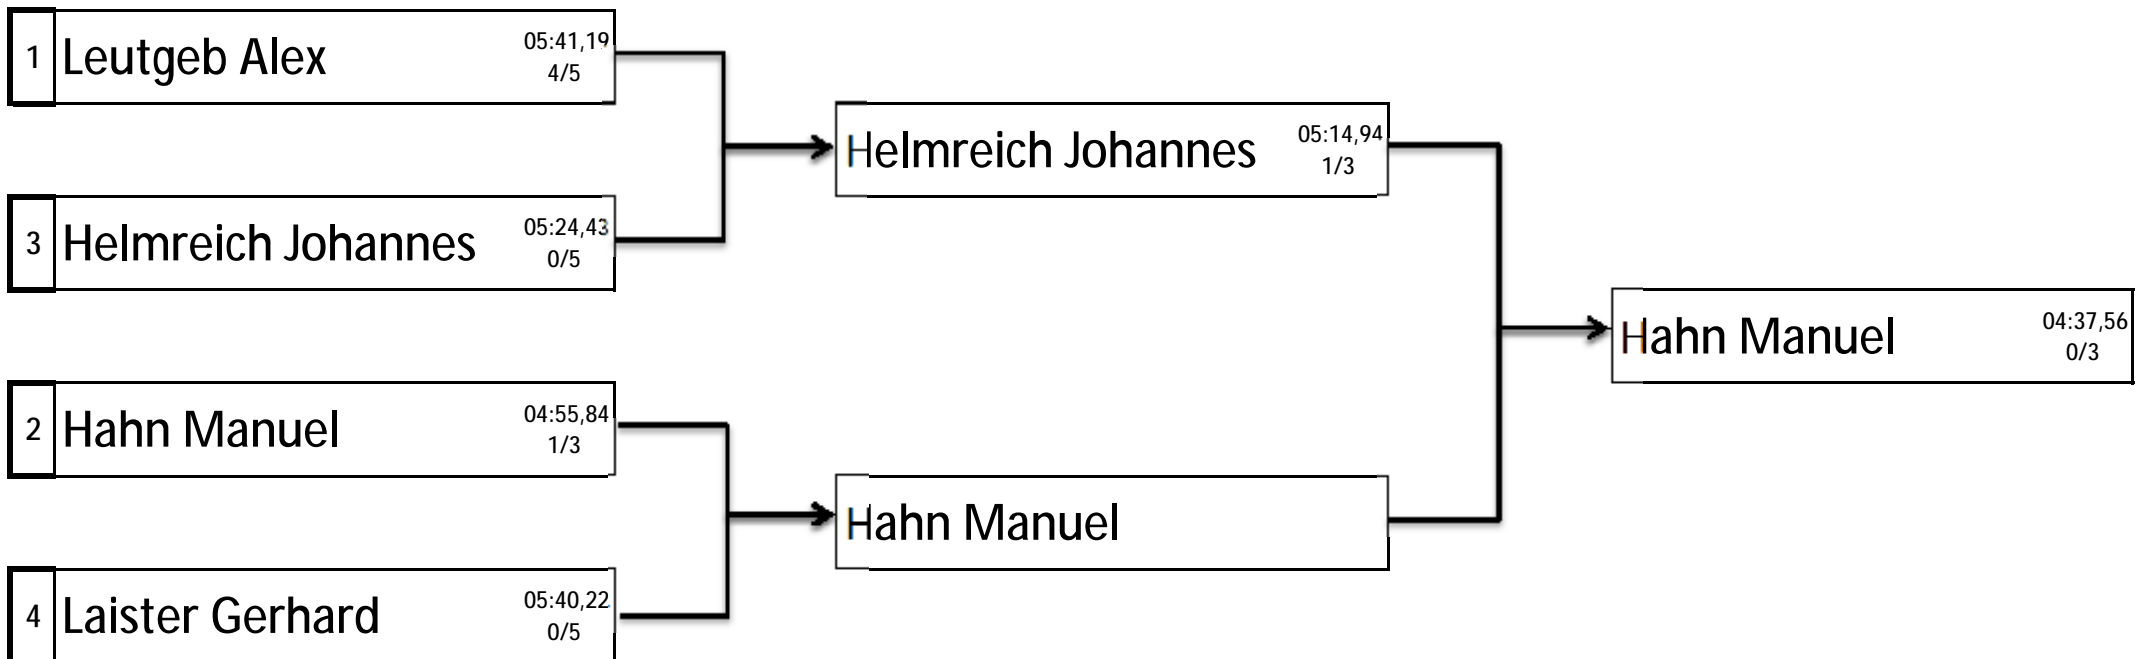 1 Leutgeb Alex 05:41,19
4/5
3 Helmreich Johannes 05:24,43
0/5
2 Hahn Manuel 04:55,84
1/3
4 Laister Gerhard 05:40,22
0/5
Helmreich Johannes 05:14,94
1/3
Hahn Manuel
Hahn Manuel 04:37,56
0/3